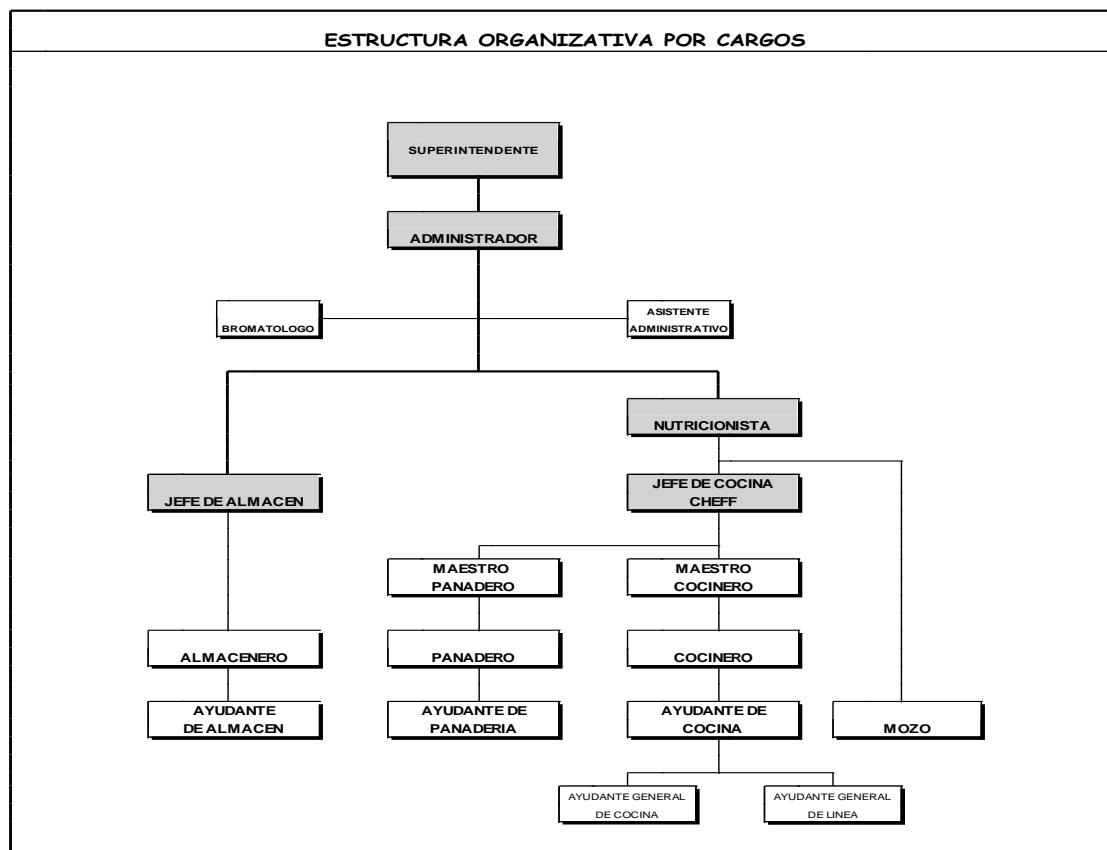 ESTRUCTURA ORGANIZATIVA POR CARGOS
SUPERINTENDENTE
ADMINISTRADOR
BROMATOLOGO
ASISTENTE
ADMINISTRATIVO
NUTRICIONISTA
JEFE DE ALMACEN
JEFE DE COCINA
CHEFF
MAESTRO
PANADERO
MAESTRO
COCINERO
ALMACENERO
PANADERO
COCINERO
AYUDANTE
DE ALMACEN
AYUDANTE DE
PANADERIA
AYUDANTE DE
COCINA
MOZO
AYUDANTE GENERAL
DE COCINA
AYUDANTE GENERAL
DE LINEA